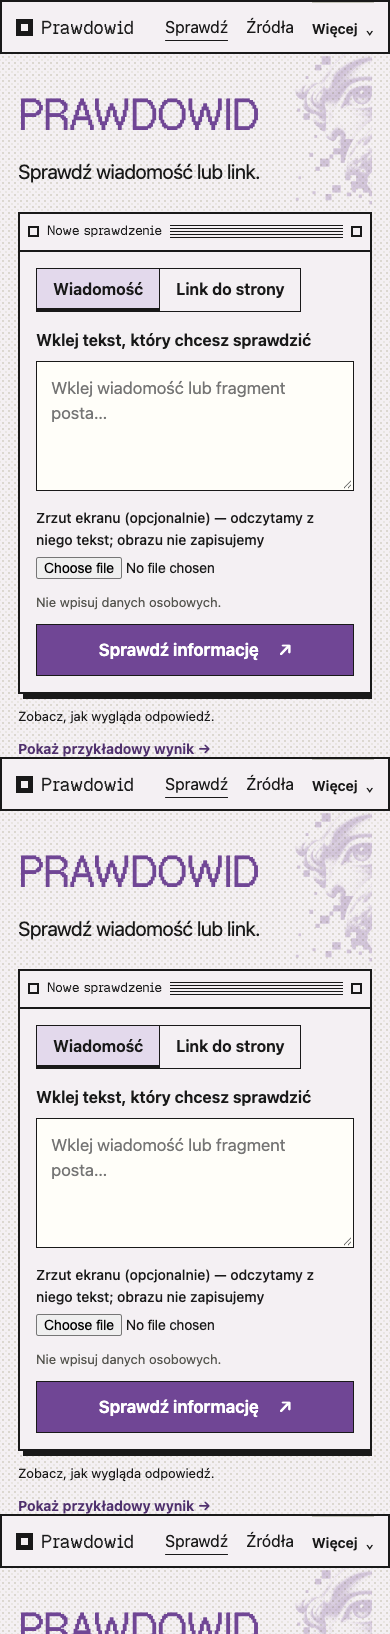 Prawdowid Sprawdź Źródła Więcej
PRAWDOWID
Sprawdź wiadomość lub link.
Nowe sprawdzenie
Wiadomość Link do strony
Wklej tekst, który chcesz sprawdzić
Wklej wiadomość lub fragment
posta...
Zrzut ekranu (opcjonalnie) — odczytamy z
niego tekst; obrazu nie zapisujemy
Choose file No file chosen
Nie wpisuj danych osobowych.
Sprawdź informację ↗
Zobacz, jak wygląda odpowiedź.
Pokaż przykładowy wynik →
Prawdowid Sprawdź Źródła Więcej
PRAWDOWID
Sprawdź wiadomość lub link.
Nowe sprawdzenie
Wiadomość Link do strony
Wklej tekst, który chcesz sprawdzić
Wklej wiadomość lub fragment
posta...
Zrzut ekranu (opcjonalnie) — odczytamy z
niego tekst; obrazu nie zapisujemy
Choose file No file chosen
Nie wpisuj danych osobowych.
Sprawdź informację ↗
Zobacz, jak wygląda odpowiedź.
Pokaż przykładowy wynik →
Prawdowid Sprawdź Źródła Więcej
PRAWDOWID